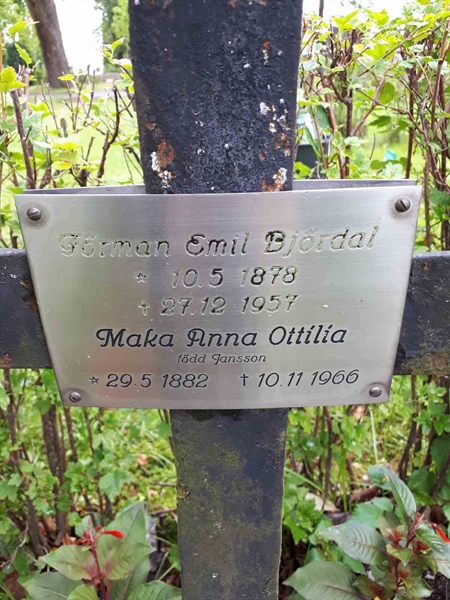 Förman Emil Björdal
* 10.5 1878
† 27.12 1957
Maka Anna Ottilia
född Jansson
* 29.5 1882 † 10.11 1966